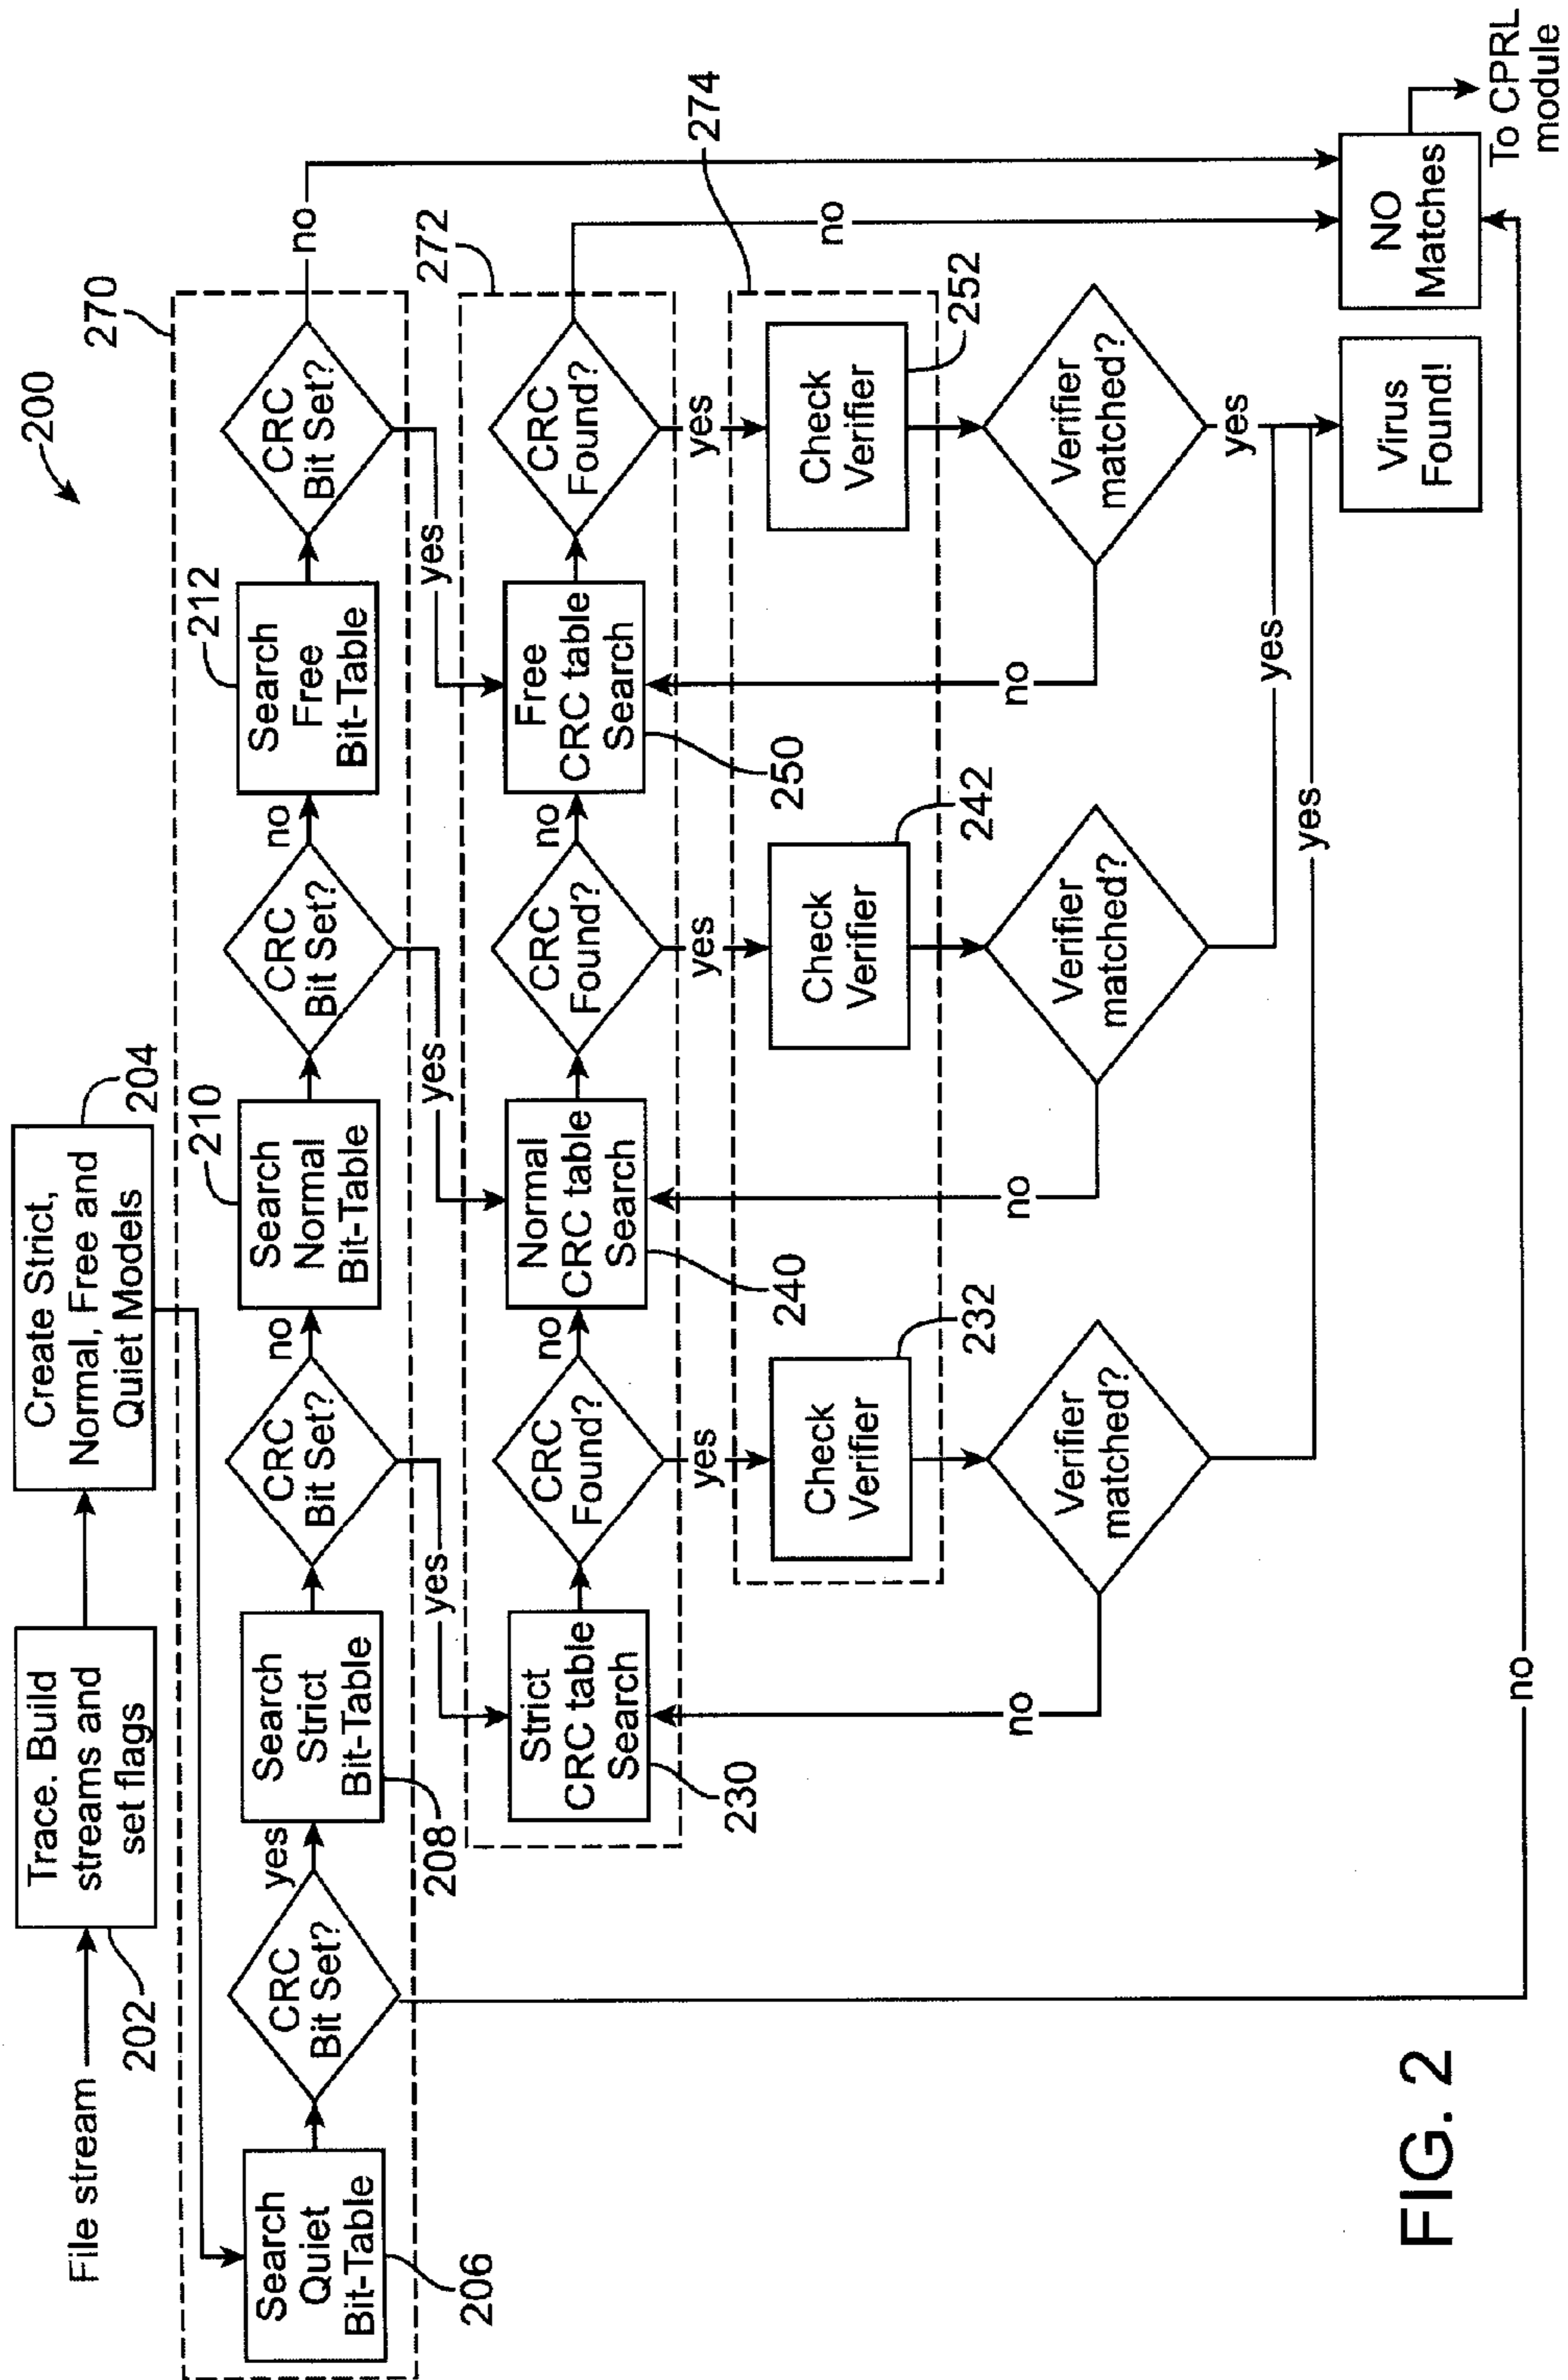 200
File stream
Trace. Build
streams and
set flags
202
Create Strict,
Normal, Free and
Quiet Models
204
270
Search
Quiet
Bit-Table
206
CRC
Bit Set?
yes
Search
Strict
Bit-Table
208
CRC
Bit Set?
no
Search
Normal
Bit-Table
210
CRC
Bit Set?
no
Search
Free
Bit-Table
212
CRC
Bit Set?
no
yes
yes
yes
272
Strict
CRC table
Search
230
CRC
Found?
no
Normal
CRC table
Search
240
CRC
Found?
no
Free
CRC table
Search
250
CRC
Found?
no
yes
yes
yes
274
Check
Verifier
232
Check
Verifier
242
Check
Verifier
252
no
Verifier
matched?
no
Verifier
matched?
no
Verifier
matched?
yes
yes
yes
Virus
Found!
NO
Matches
no
To CPRL
module
FIG. 2